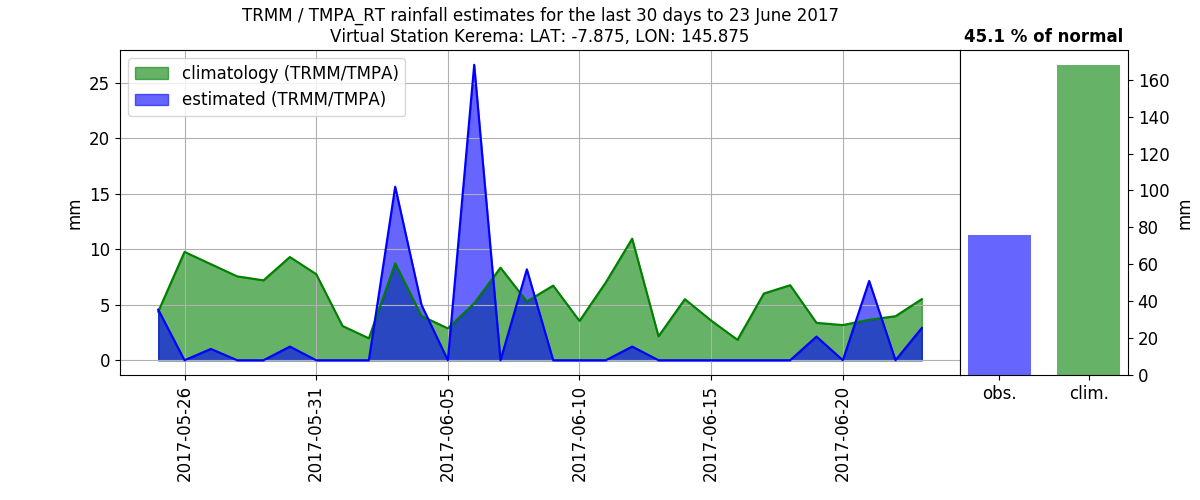 TRMM / TMPA_RT rainfall estimates for the last 30 days to 23 June 2017
Virtual Station Kerema: LAT: -7.875, LON: 145.875
45.1 % of normal
climatology (TRMM/TMPA)
estimated (TRMM/TMPA)
mm
25
20
15
10
5
0
2017-05-26
2017-05-31
2017-06-05
2017-06-10
2017-06-15
2017-06-20
160
140
120
100
80
60
40
20
0
mm
obs.
clim.